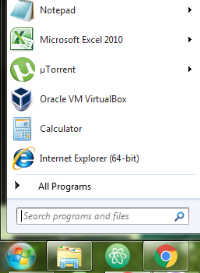 Notepad
Microsoft Excel 2010
µTorrent
Oracle VM VirtualBox
Calculator
Internet Explorer (64-bit)
All Programs
Search programs and files